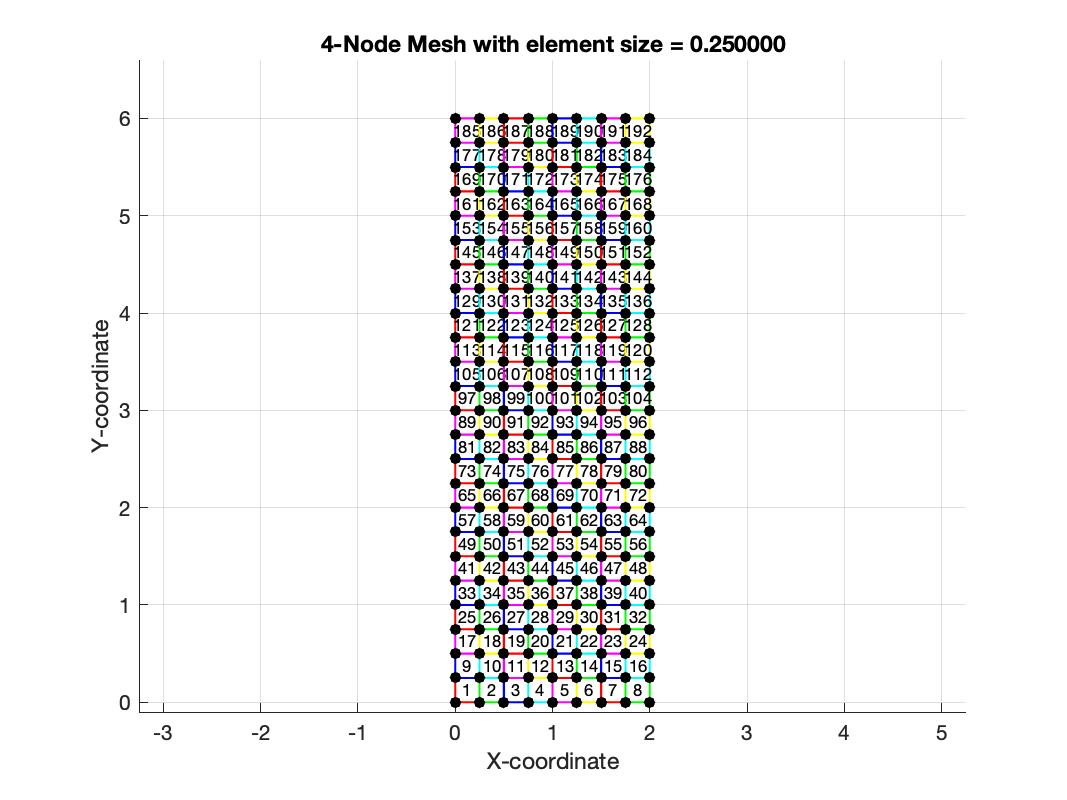 4-Node Mesh with element size = 0.250000
6
185 186 187 188 189 190 191 192
177 178 179 180 181 182 183 184
169 170 171 172 173 174 175 176
5
161 162 163 164 165 166 167 168
153 154 155 156 157 158 159 160
145 146 147 148 149 150 151 152
137 138 139 140 141 142 143 144
4
129 130 131 132 133 134 135 136
121 122 123 124 125 126 127 128
113 114 115 116 117 118 119 120
105 106 107 108 109 110 111 112
3
97 98 99 100 101 102 103 104
89 90 91 92 93 94 95 96
81 82 83 84 85 86 87 88
73 74 75 76 77 78 79 80
2
65 66 67 68 69 70 71 72
57 58 59 60 61 62 63 64
49 50 51 52 53 54 55 56
41 42 43 44 45 46 47 48
1
33 34 35 36 37 38 39 40
25 26 27 28 29 30 31 32
17 18 19 20 21 22 23 24
9 10 11 12 13 14 15 16
1 2 3 4 5 6 7 8
0
Y-coordinate
-3 -2 -1 0 1 2 3 4 5
X-coordinate